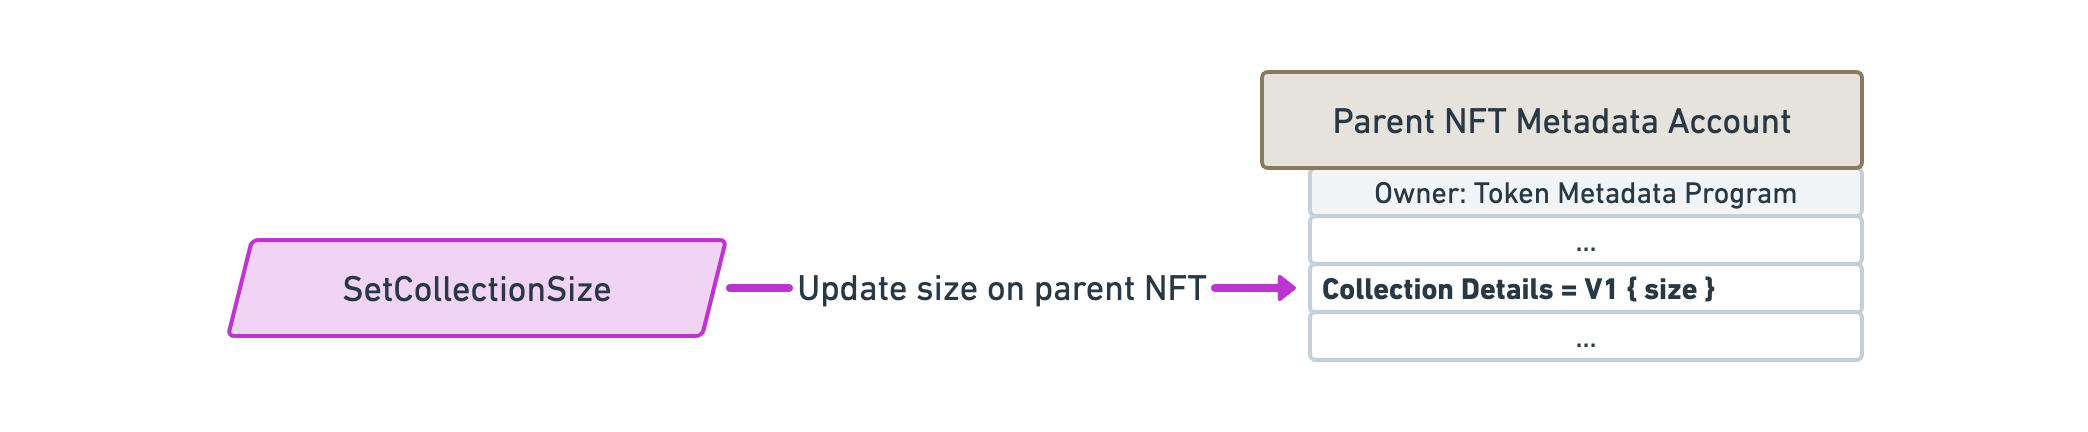 Parent NFT Metadata Account
Owner: Token Metadata Program
...
SetCollectionSize
Update size on parent NFT
Collection Details = V1 { size }
...